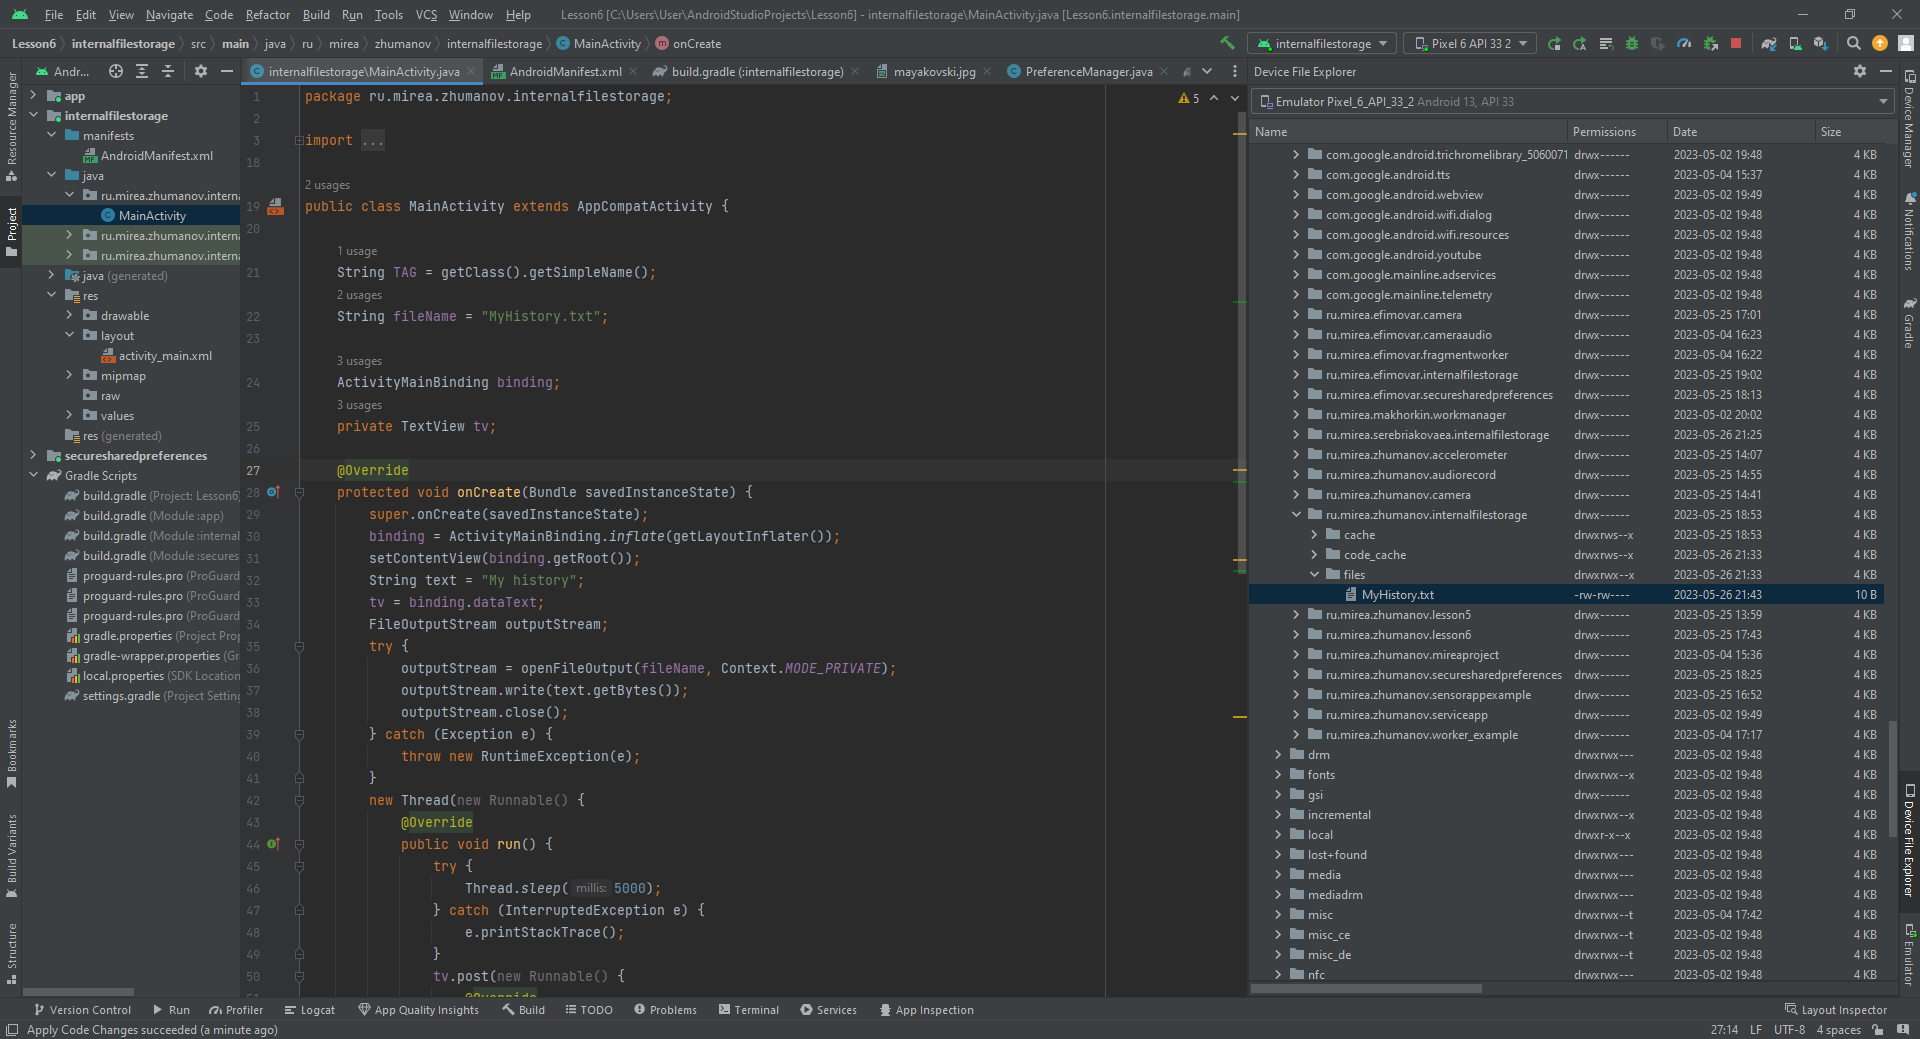 File Edit View Navigate Code Refactor Build Run Tools VCS Window Help Lesson6 [C:\Users\User\AndroidStudioProjects\Lesson6] - internalfilestorage\MainActivity.java [Lesson6.internalfilestorage.main]
Lesson6 internalfilestorage src main java ru mirea zhumanov internalfilestorage MainActivity onCreate internalfilestorage Pixel 6 API 33 2
Resource Manager
Project
Bookmarks
Build Variants
Structure
Andr...
app
internalfilestorage
manifests
AndroidManifest.xml
java
ru.mirea.zhumanov.interna
MainActivity
ru.mirea.zhumanov.interna
ru.mirea.zhumanov.interna
java (generated)
res
drawable
layout
activity_main.xml
mipmap
raw
values
res (generated)
securesharedpreferences
Gradle Scripts
build.gradle (Project: Lesson6)
build.gradle (Module :app)
build.gradle (Module :internal
build.gradle (Module :secures
proguard-rules.pro (ProGuard
proguard-rules.pro (ProGuard
proguard-rules.pro (ProGuard
gradle.properties (Project Prop
gradle-wrapper.properties (Gr
local.properties (SDK Location
settings.gradle (Project Setting
internalfilestorage\MainActivity.java AndroidManifest.xml build.gradle (:internalfilestorage) mayakovski.jpg PreferenceManager.java
5
1 package ru.mirea.zhumanov.internalfilestorage;
2
3 import ...
18
2 usages
19 public class MainActivity extends AppCompatActivity {
20
1 usage
21 String TAG = getClass().getSimpleName();
2 usages
22 String fileName = "MyHistory.txt";
23
3 usages
24 ActivityMainBinding binding;
3 usages
25 private TextView tv;
26
27 @Override
28 protected void onCreate(Bundle savedInstanceState) {
29 super.onCreate(savedInstanceState);
30 binding = ActivityMainBinding.inflate(getLayoutInflater());
31 setContentView(binding.getRoot());
32 String text = "My history";
33 tv = binding.dataText;
34 FileOutputStream outputStream;
35 try {
36 outputStream = openFileOutput(fileName, Context.MODE_PRIVATE);
37 outputStream.write(text.getBytes());
38 outputStream.close();
39 } catch (Exception e) {
40 throw new RuntimeException(e);
41 }
42 new Thread(new Runnable() {
43 @Override
44 public void run() {
45 try {
46 Thread.sleep( millis: 5000);
47 } catch (InterruptedException e) {
48 e.printStackTrace();
49 }
50 tv.post(new Runnable() {
51 @Override
Device File Explorer
Emulator Pixel_6_API_33_2 Android 13, API 33
Name Permissions Date Size
com.google.android.trichromelibrary_5060071 drwx------ 2023-05-02 19:48 4 KB
com.google.android.tts drwx------ 2023-05-04 15:37 4 KB
com.google.android.webview drwx------ 2023-05-02 19:49 4 KB
com.google.android.wifi.dialog drwx------ 2023-05-02 19:48 4 KB
com.google.android.wifi.resources drwx------ 2023-05-02 19:48 4 KB
com.google.android.youtube drwx------ 2023-05-02 19:48 4 KB
com.google.mainline.adservices drwx------ 2023-05-02 19:48 4 KB
com.google.mainline.telemetry drwx------ 2023-05-02 19:48 4 KB
ru.mirea.efimovar.camera drwx------ 2023-05-25 17:01 4 KB
ru.mirea.efimovar.cameraaudio drwx------ 2023-05-04 16:23 4 KB
ru.mirea.efimovar.fragmentworker drwx------ 2023-05-04 16:22 4 KB
ru.mirea.efimovar.internalfilestorage drwx------ 2023-05-25 19:02 4 KB
ru.mirea.efimovar.securesharedpreferences drwx------ 2023-05-25 18:13 4 KB
ru.mirea.makhorkin.workmanager drwx------ 2023-05-02 20:02 4 KB
ru.mirea.serebriakovaea.internalfilestorage drwx------ 2023-05-26 21:25 4 KB
ru.mirea.zhumanov.accelerometer drwx------ 2023-05-25 14:07 4 KB
ru.mirea.zhumanov.audiorecord drwx------ 2023-05-25 14:55 4 KB
ru.mirea.zhumanov.camera drwx------ 2023-05-25 14:41 4 KB
ru.mirea.zhumanov.internalfilestorage drwx------ 2023-05-25 18:53 4 KB
cache drwxrws--x 2023-05-25 18:53 4 KB
code_cache drwxrws--x 2023-05-26 21:33 4 KB
files drwxrwx--x 2023-05-26 21:33 4 KB
MyHistory.txt -rw-rw---- 2023-05-26 21:43 10 B
ru.mirea.zhumanov.lesson5 drwx------ 2023-05-25 13:59 4 KB
ru.mirea.zhumanov.lesson6 drwx------ 2023-05-25 17:43 4 KB
ru.mirea.zhumanov.mireaproject drwx------ 2023-05-04 15:36 4 KB
ru.mirea.zhumanov.securesharedpreferences drwx------ 2023-05-25 18:25 4 KB
ru.mirea.zhumanov.sensorappexample drwx------ 2023-05-25 16:52 4 KB
ru.mirea.zhumanov.serviceapp drwx------ 2023-05-02 19:49 4 KB
ru.mirea.zhumanov.worker_example drwx------ 2023-05-04 17:17 4 KB
drm drwxrwx--- 2023-05-02 19:48 4 KB
fonts drwxrwx--x 2023-05-02 19:48 4 KB
gsi drwxrwx--x 2023-05-02 19:48 4 KB
incremental drwxrwx--x 2023-05-02 19:48 4 KB
local drwxr-x--x 2023-05-02 19:48 4 KB
lost+found drwxrwx--- 2023-05-02 19:48 4 KB
media drwxrwx--- 2023-05-02 19:48 4 KB
mediadrm drwxrwx--- 2023-05-02 19:48 4 KB
misc drwxrwx--t 2023-05-04 17:42 4 KB
misc_ce drwxrwx--t 2023-05-02 19:48 4 KB
misc_de drwxrwx--t 2023-05-02 19:48 4 KB
nfc drwxrwx--- 2023-05-02 19:48 4 KB
Device Manager
Notifications
Gradle
Device File Explorer
Emulator
Version Control Run Profiler Logcat App Quality Insights Build TODO Problems Terminal Services App Inspection Layout Inspector
Apply Code Changes succeeded (a minute ago) 27:14 LF UTF-8 4 spaces